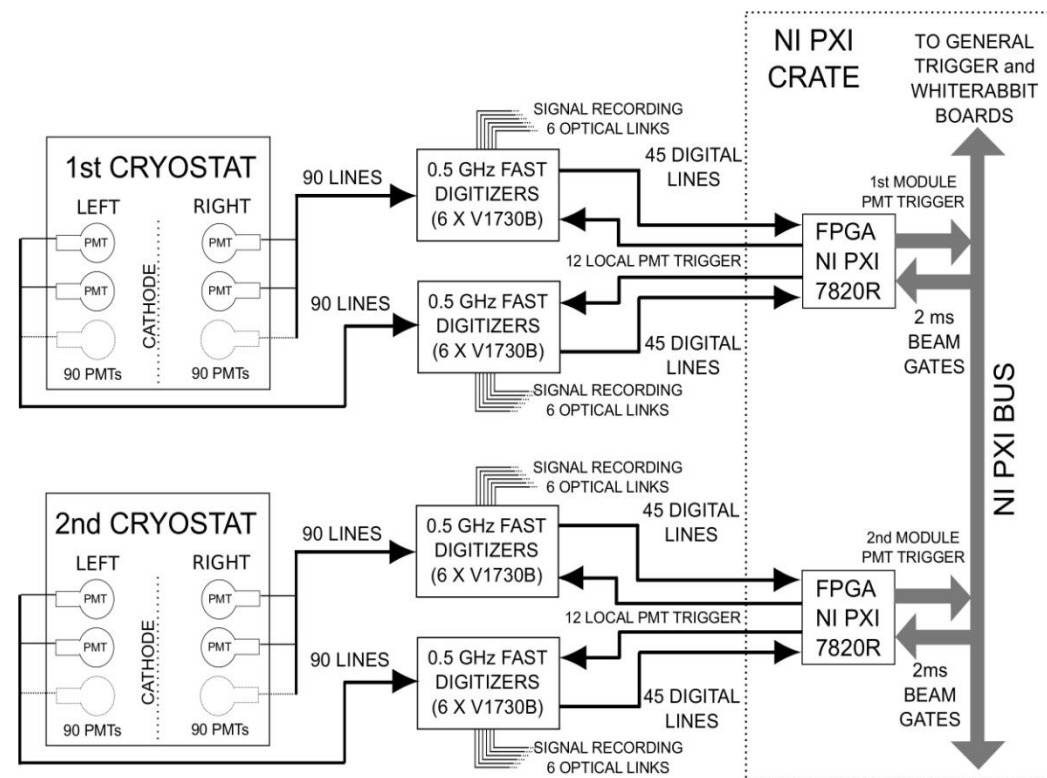 NI PXI
CRATE
TO GENERAL
TRIGGER and
WHITERABBIT
BOARDS
SIGNAL RECORDING
6 OPTICAL LINKS
1st CRYOSTAT
LEFT
RIGHT
PMT
PMT
PMT
PMT
CATHODE
90 PMTs
90 PMTs
90 LINES
0.5 GHz FAST
DIGITIZERS
(6 X V1730B)
45 DIGITAL
LINES
1st MODULE
PMT TRIGGER
FPGA
NI PXI
7820R
12 LOCAL PMT TRIGGER
90 LINES
0.5 GHz FAST
DIGITIZERS
(6 X V1730B)
45 DIGITAL
LINES
2 ms
BEAM
GATES
SIGNAL RECORDING
6 OPTICAL LINKS
NI PXI BUS
SIGNAL RECORDING
6 OPTICAL LINKS
2nd CRYOSTAT
LEFT
RIGHT
PMT
PMT
PMT
PMT
CATHODE
90 PMTs
90 PMTs
90 LINES
0.5 GHz FAST
DIGITIZERS
(6 X V1730B)
45 DIGITAL
LINES
2nd MODULE
PMT TRIGGER
FPGA
NI PXI
7820R
12 LOCAL PMT TRIGGER
90 LINES
0.5 GHz FAST
DIGITIZERS
(6 X V1730B)
45 DIGITAL
LINES
2ms
BEAM
GATES
SIGNAL RECORDING
6 OPTICAL LINKS